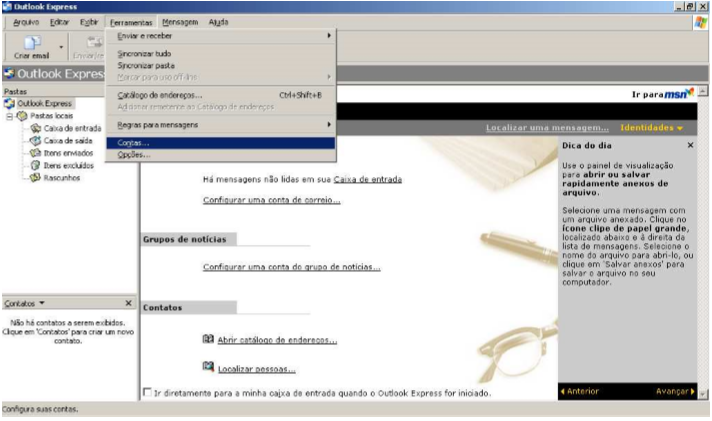 Outlook Express
Arquivo Editar Exibir Ferramentas Mensagem Ajuda
Criar email
Enviar e receber
Sincronizar tudo
Sincronizar pasta
Marcar para uso off-line
Catálogo de endereços... Ctrl+Shift+B
Adicionar remetente ao Catálogo de endereços
Regras para mensagens
Contas...
Opções...
Outlook Express
Pastas
Outlook Express
Pastas locais
Caixa de entrada
Caixa de saída
Itens enviados
Itens excluídos
Rascunhos
Contatos
Não há contatos a serem exibidos.
Clique em 'Contatos' para criar um novo
contato.
Ir para msn
Localizar uma mensagem... Identidades
Há mensagens não lidas em sua Caixa de entrada
Configurar uma conta de correio...
Grupos de notícias
Configurar uma conta do grupo de notícias...
Contatos
Abrir catálogo de endereços...
Localizar pessoas...
Ir diretamente para a minha caixa de entrada quando o Outlook Express for iniciado.
Dica do dia
Use o painel de visualização
para abrir ou salvar
rapidamente anexos de
arquivo.
Selecione uma mensagem com
um arquivo anexado. Clique no
ícone clipe de papel grande,
localizado abaixo e à direita da
lista de mensagens. Selecione o
nome do arquivo para abri-lo, ou
clique em 'Salvar anexos' para
salvar o arquivo no seu
computador.
Anterior Avançar
Configura suas contas.